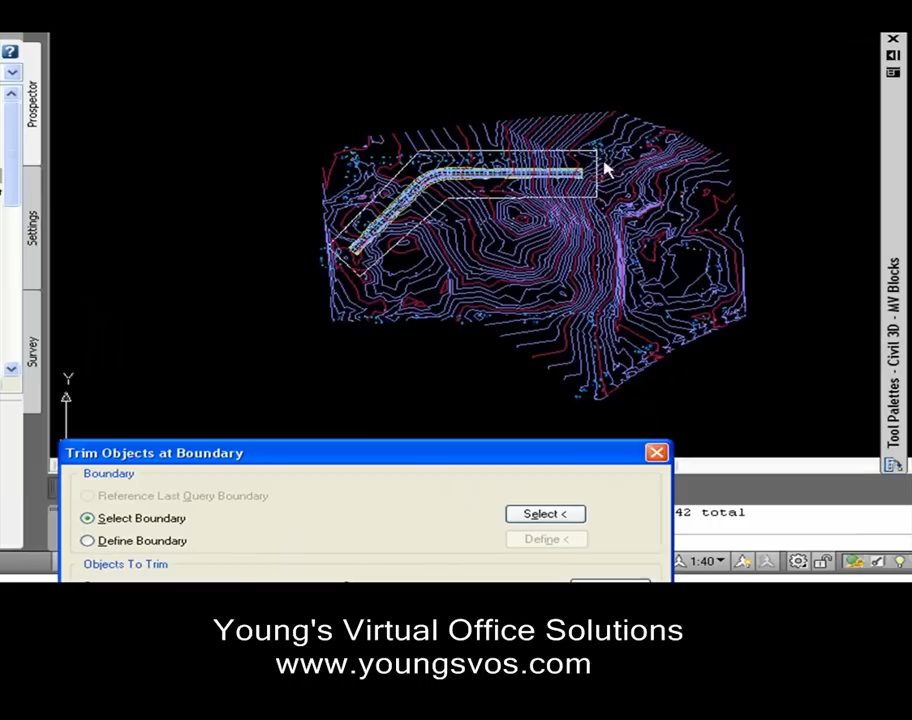 Prospector
Settings
Survey
Y
Tool Palettes - Civil 3D - MV Blocks
Trim Objects at Boundary
Boundary
Reference Last Query Boundary
Select Boundary
Select <
Define Boundary
Define <
Objects To Trim
42 total
1:40
Young's Virtual Office Solutions
www.youngsvos.com